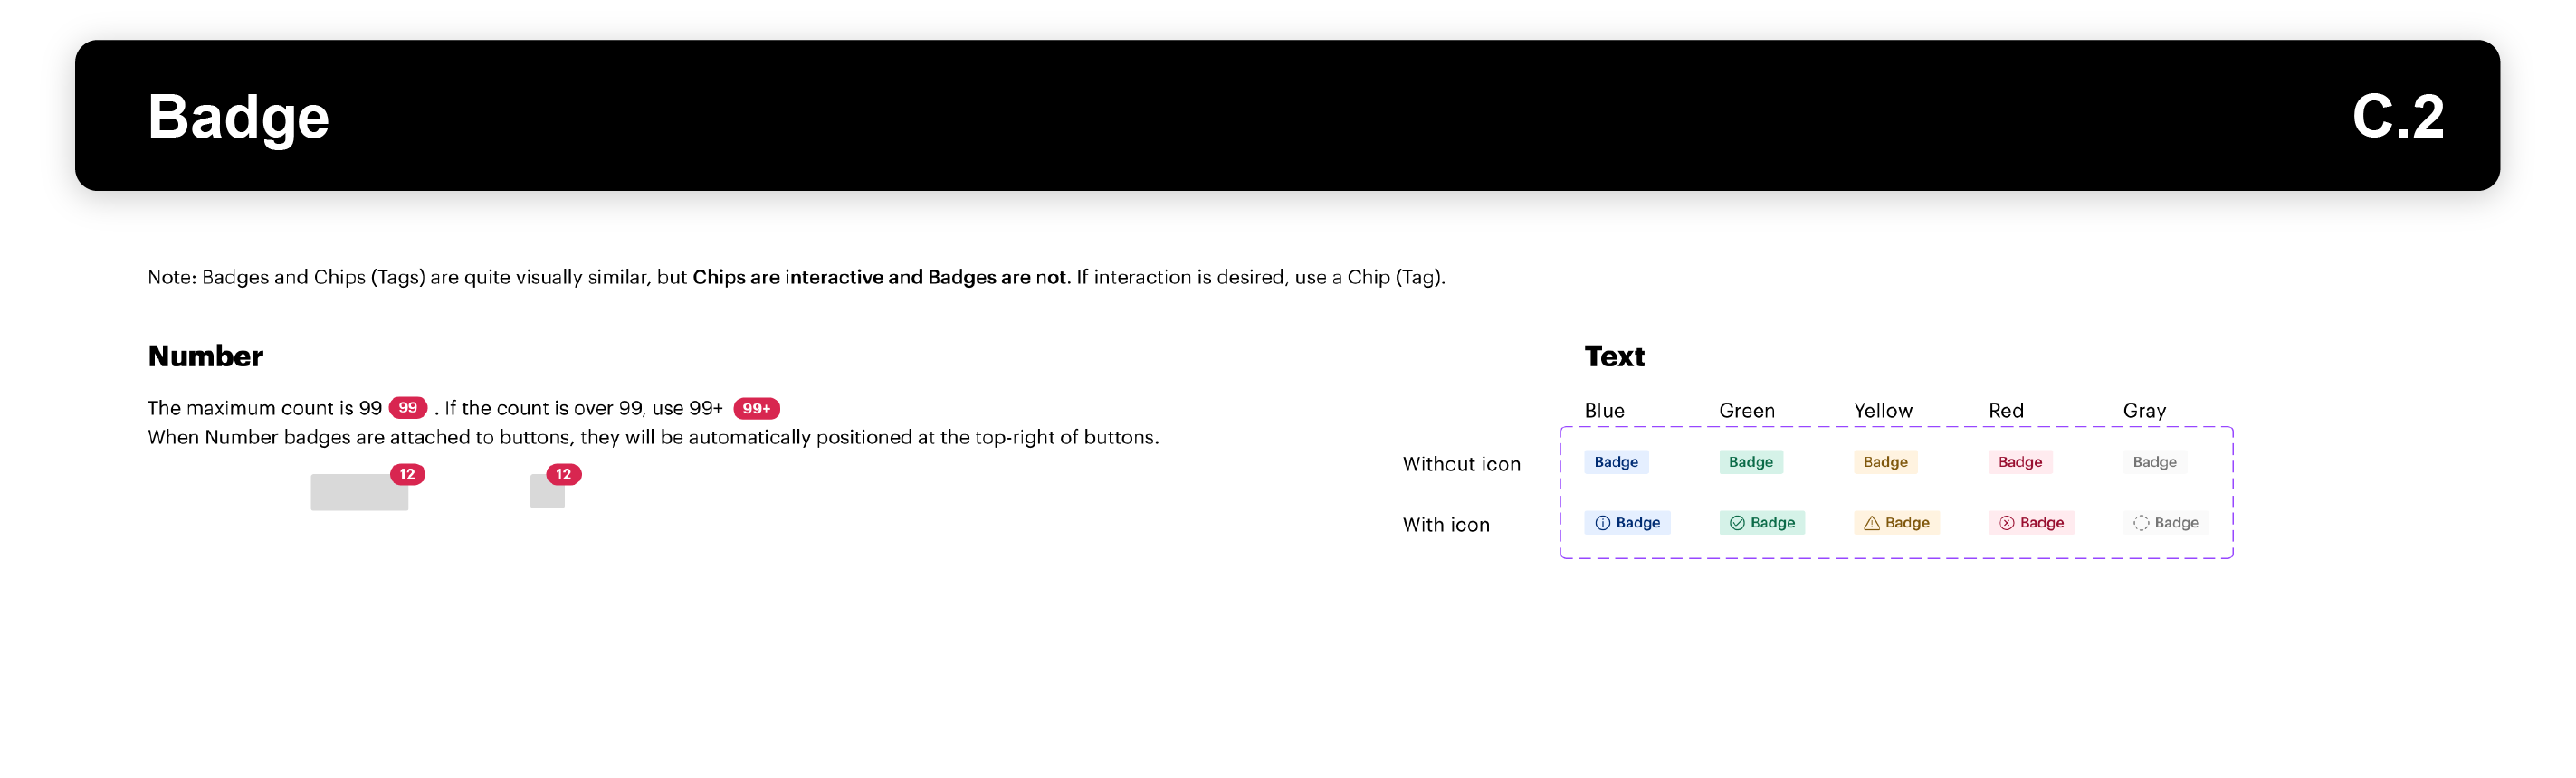 Badge
C.2
Note: Badges and Chips (Tags) are quite visually similar, but Chips are interactive and Badges are not. If interaction is desired, use a Chip (Tag).
Number
The maximum count is 99 99 . If the count is over 99, use 99+ 99+
When Number badges are attached to buttons, they will be automatically positioned at the top-right of buttons.
12 12
Text
Blue Green Yellow Red Gray
Without icon Badge Badge Badge Badge Badge
With icon Badge Badge Badge Badge Badge